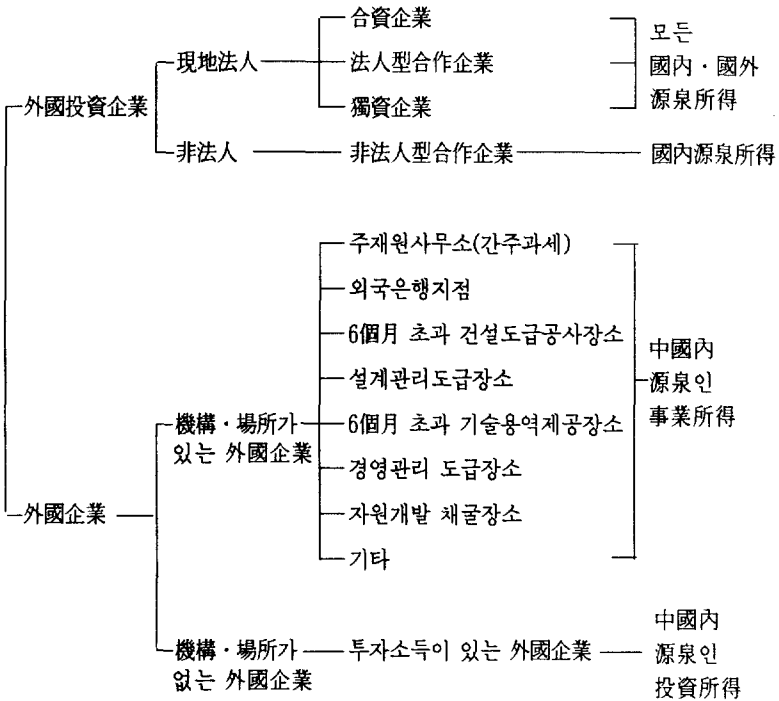 合資企業
現地法人 法人型合作企業
獨資企業
모든
國內・國外
源泉所得
外國投資企業
非法人 非法人型合作企業 國內源泉所得
주재원사무소(간주과세)
외국은행지점
6個月 초과 건설도급공사장소
설계관리도급장소
機構・場所가
있는 外國企業
6個月 초과 기술용역제공장소
경영관리 도급장소
자원개발 채굴장소
기타
中國內
源泉인
事業所得
外國企業
機構・場所가
없는 外國企業
투자소득이 있는 外國企業
中國內
源泉인
投資所得